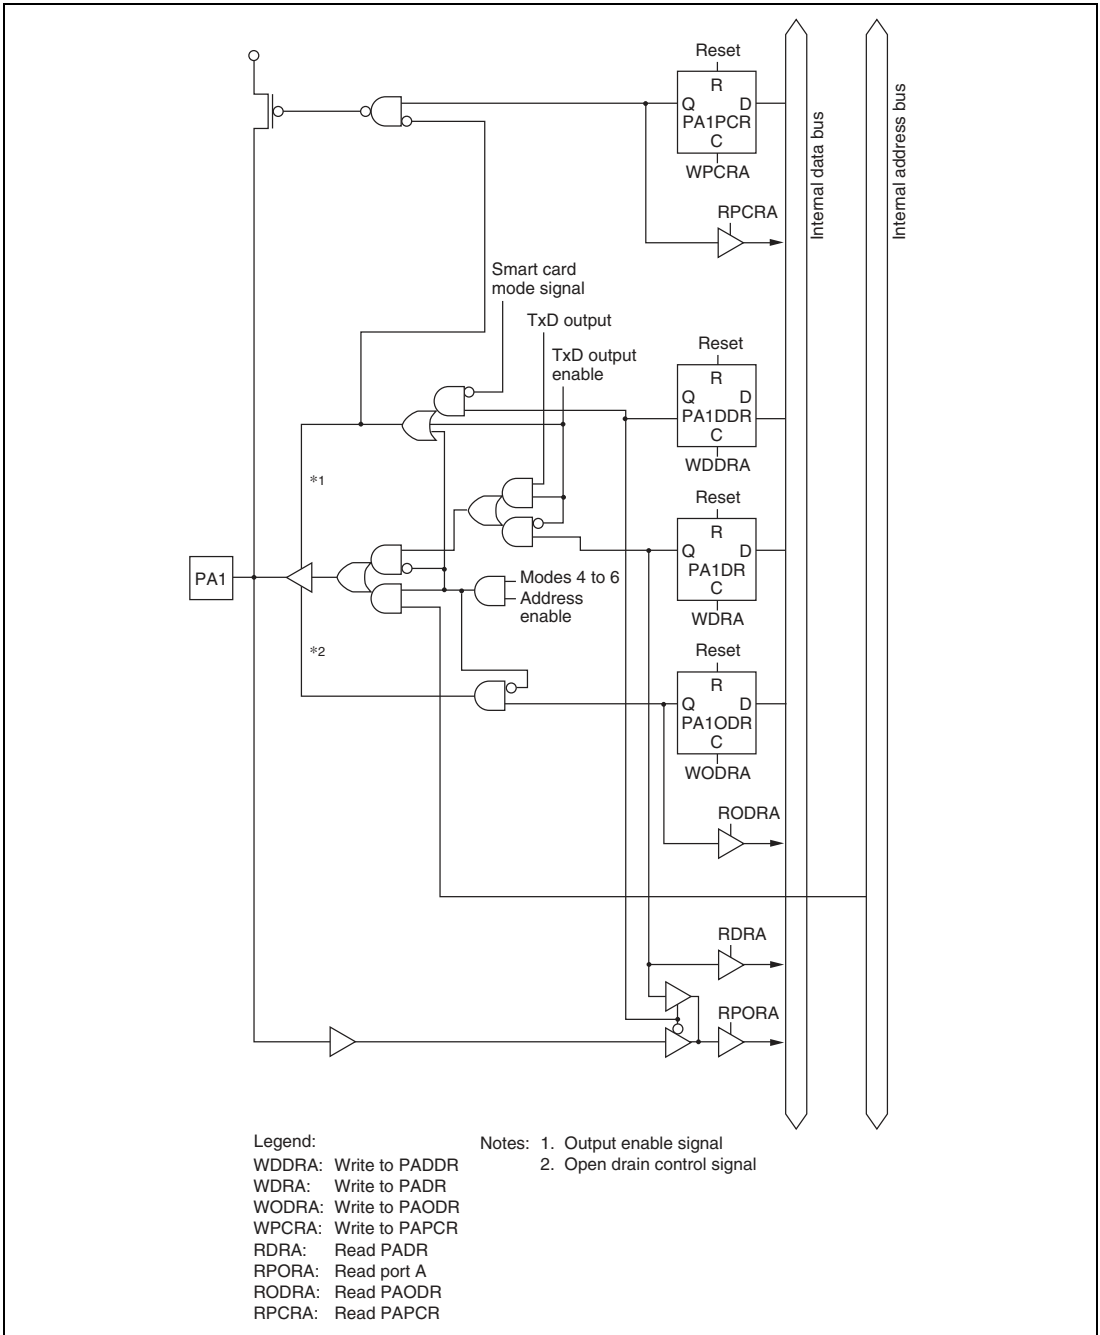 Reset
R
Q D
PA1PCR
C
WPCRA
RPCRA
Internal data bus
Internal address bus
Smart card
mode signal
TxD output
TxD output
enable
Reset
R
Q D
PA1DDR
C
WDDRA
*1
Reset
R
Q D
PA1DR
C
WDRA
PA1
Modes 4 to 6
Address
enable
*2
Reset
R
Q D
PA1ODR
C
WODRA
RODRA
RDRA
RPORA
Legend:
WDDRA: Write to PADDR
WDRA: Write to PADR
WODRA: Write to PAODR
WPCRA: Write to PAPCR
RDRA: Read PADR
RPORA: Read port A
RODRA: Read PAODR
RPCRA: Read PAPCR
Notes: 1. Output enable signal
2. Open drain control signal